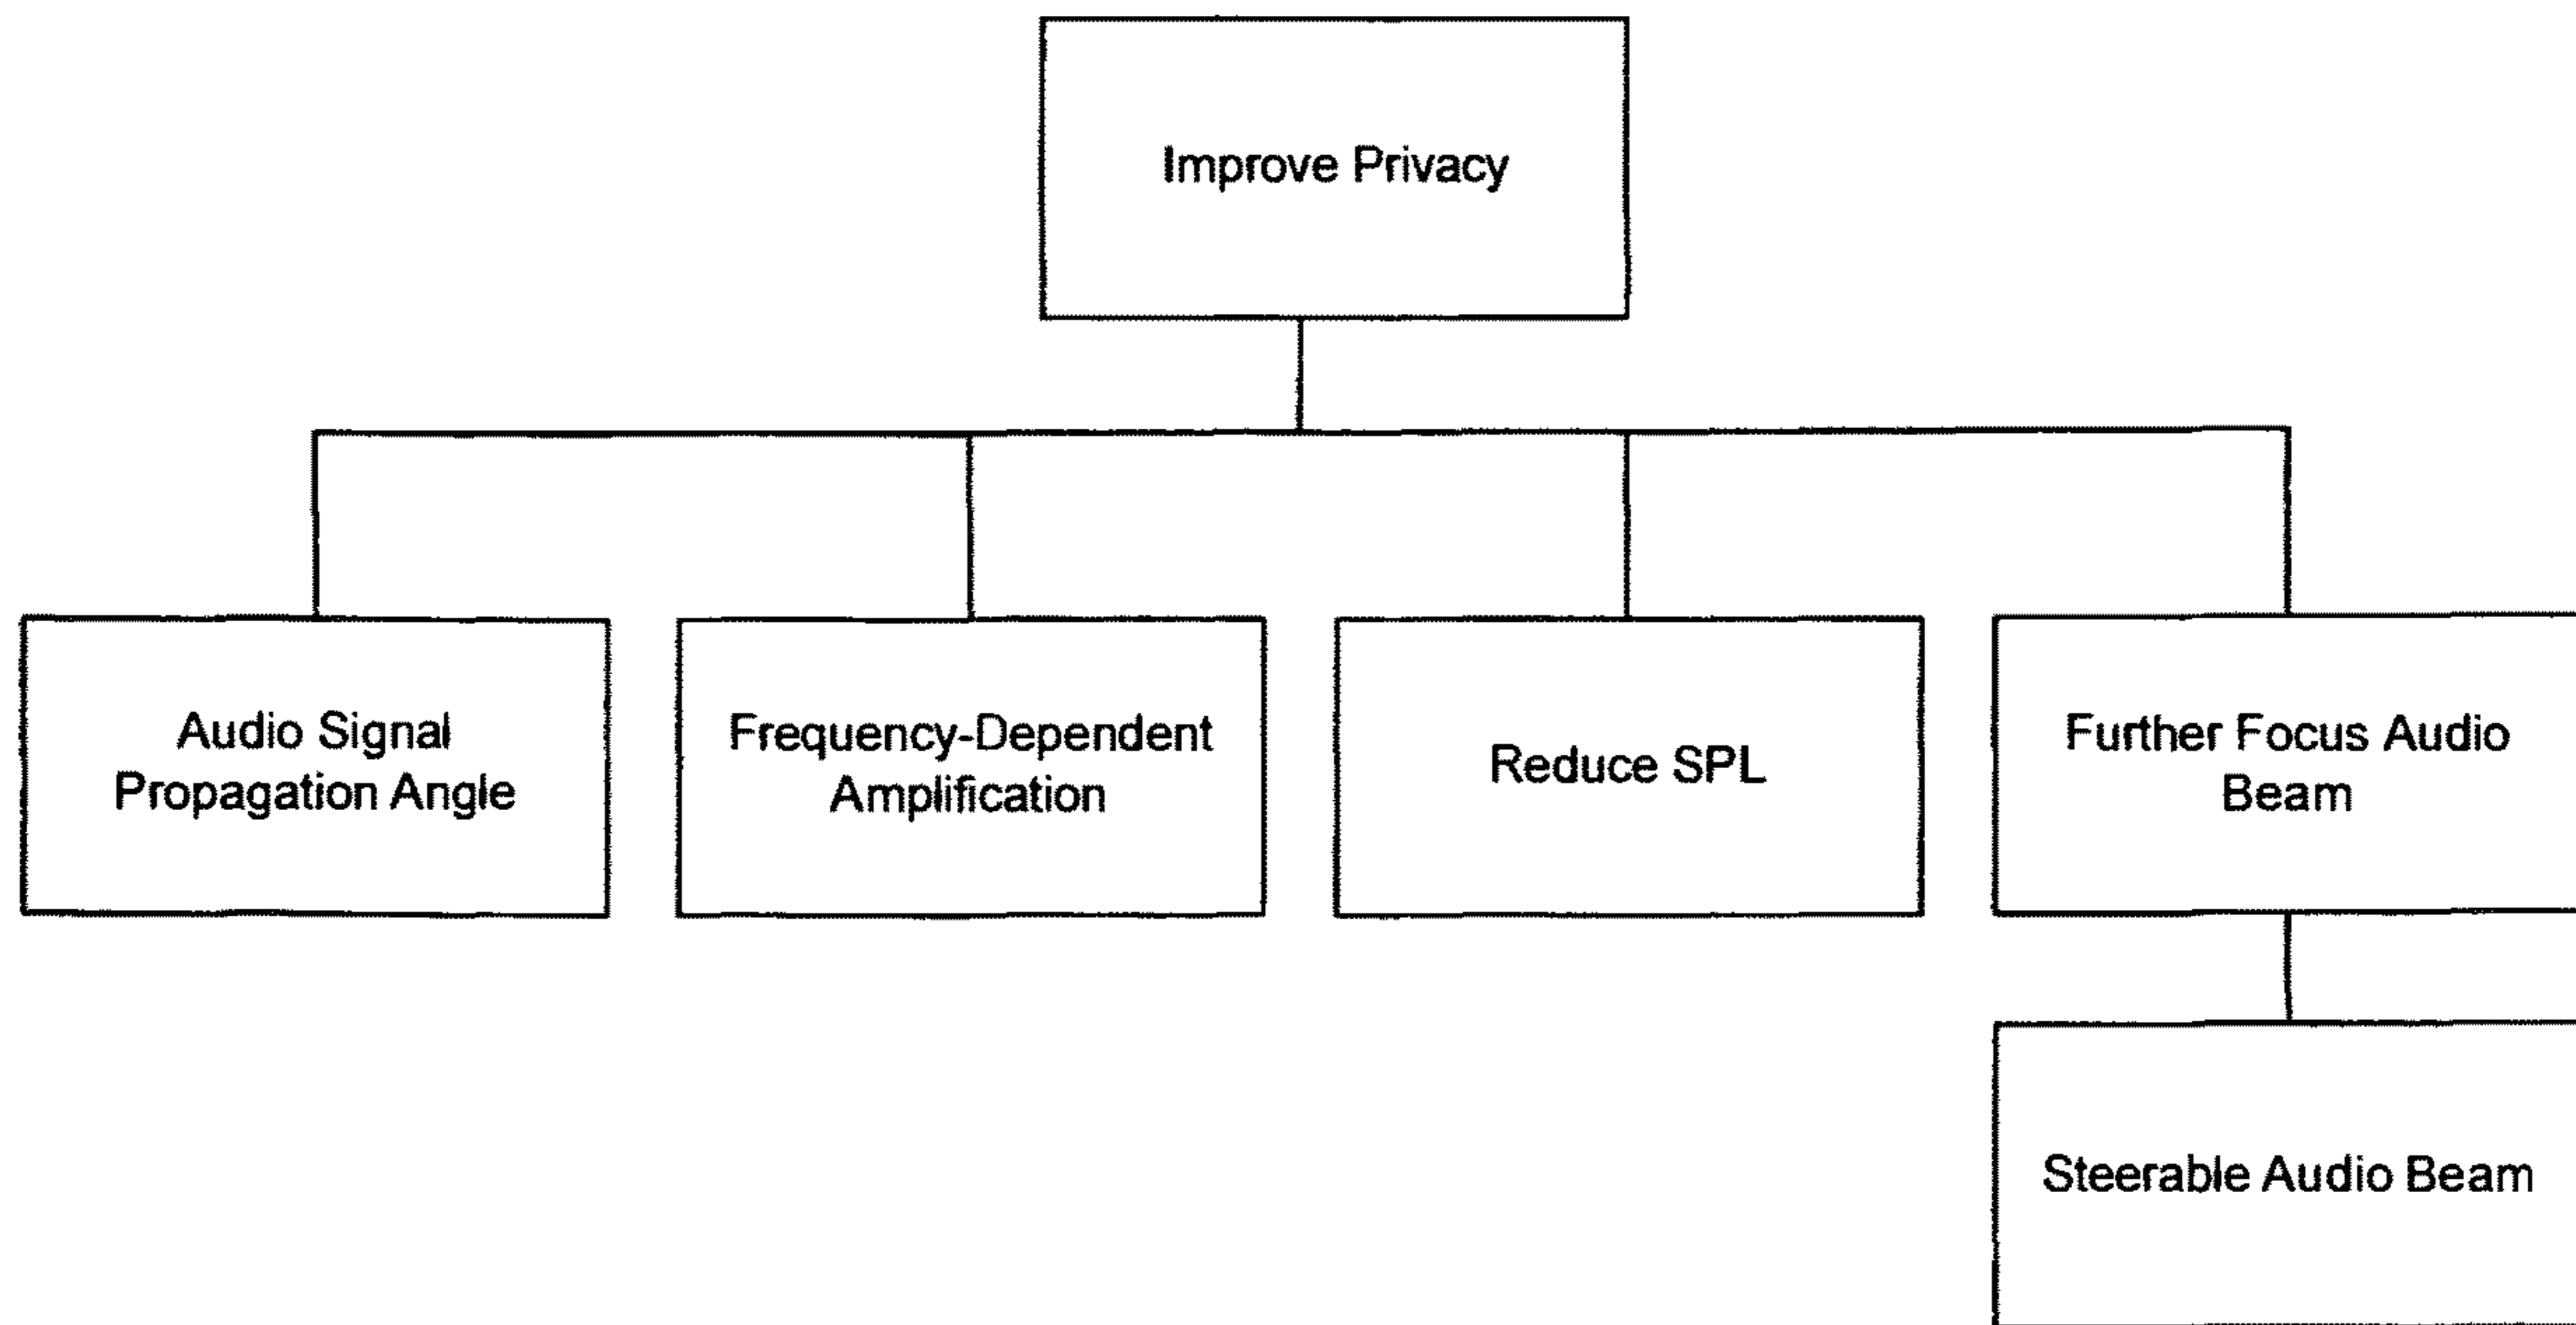 Improve Privacy
Audio Signal
Propagation Angle
Frequency-Dependent
Amplification
Reduce SPL
Further Focus Audio
Beam
Steerable Audio Beam